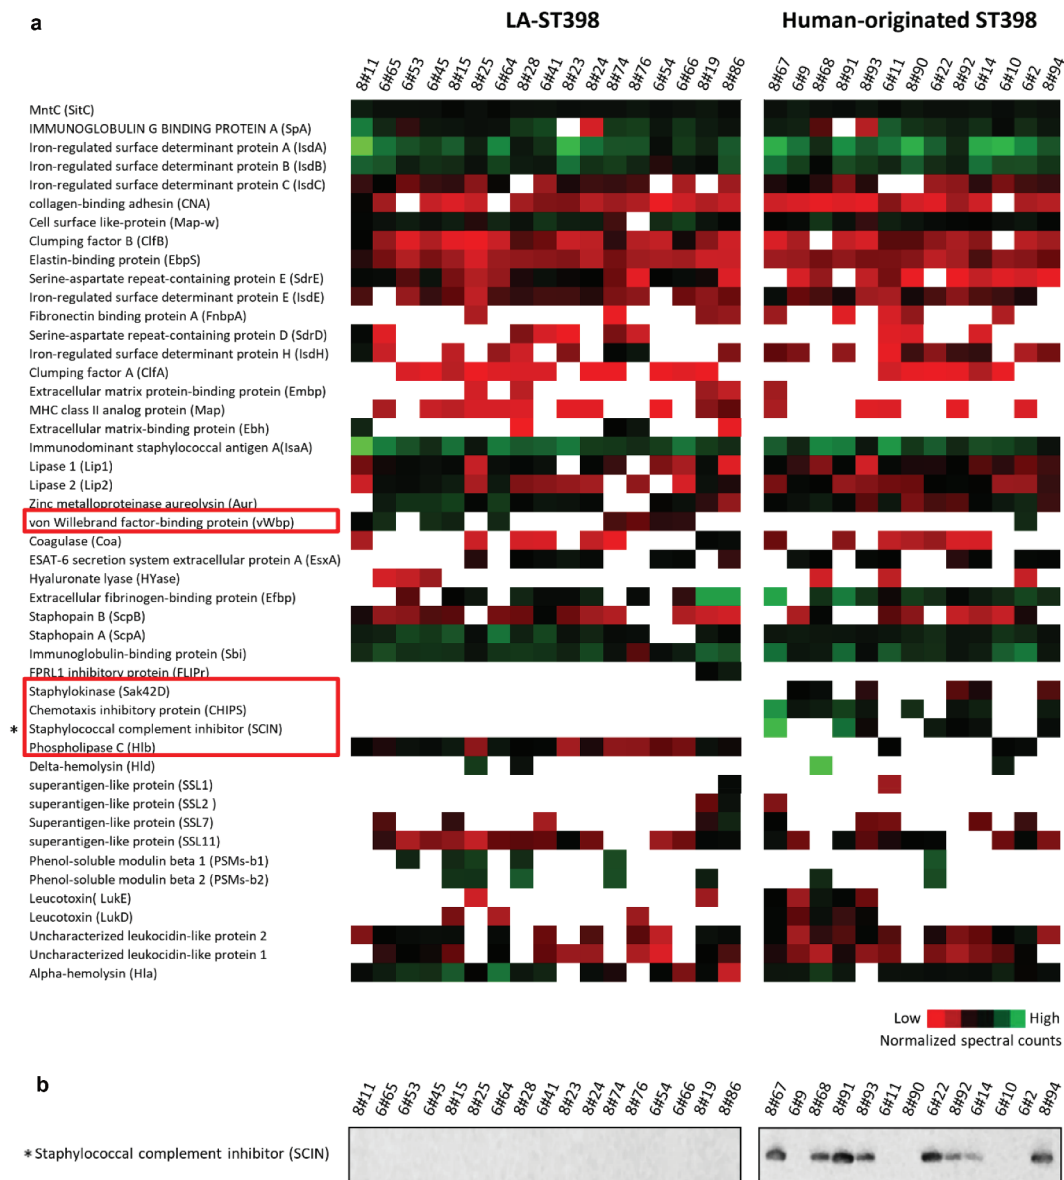 a
LA-ST398
Human-originated ST398
8#11 6#65 6#53 6#45 8#15 8#25 6#64 8#28 6#41 8#23 8#24 8#74 8#76 6#54 6#66 8#19 8#86
8#67 6#9 8#68 8#91 8#93 6#11 8#90 6#22 8#92 6#14 6#10 6#2 8#94
MntC (SitC)
IMMUNOGLOBULIN G BINDING PROTEIN A (SpA)
Iron-regulated surface determinant protein A (IsdA)
Iron-regulated surface determinant protein B (IsdB)
Iron-regulated surface determinant protein C (IsdC)
collagen-binding adhesin (CNA)
Cell surface like-protein (Map-w)
Clumping factor B (ClfB)
Elastin-binding protein (EbpS)
Serine-aspartate repeat-containing protein E (SdrE)
Iron-regulated surface determinant protein E (IsdE)
Fibronectin binding protein A (FnbpA)
Serine-aspartate repeat-containing protein D (SdrD)
Iron-regulated surface determinant protein H (IsdH)
Clumping factor A (ClfA)
Extracellular matrix protein-binding protein (Embp)
MHC class II analog protein (Map)
Extracellular matrix-binding protein (Ebh)
Immunodominant staphylococcal antigen A(IsaA)
Lipase 1 (Lip1)
Lipase 2 (Lip2)
Zinc metalloproteinase aureolysin (Aur)
von Willebrand factor-binding protein (vWbp)
Coagulase (Coa)
ESAT-6 secretion system extracellular protein A (EsxA)
Hyaluronate lyase (HYase)
Extracellular fibrinogen-binding protein (Efbp)
Staphopain B (ScpB)
Staphopain A (ScpA)
Immunoglobulin-binding protein (Sbi)
FPRL1 inhibitory protein (FLIPr)
Staphylokinase (Sak42D)
Chemotaxis inhibitory protein (CHIPS)
* Staphylococcal complement inhibitor (SCIN)
Phospholipase C (Hlb)
Delta-hemolysin (Hld)
superantigen-like protein (SSL1)
superantigen-like protein (SSL2 )
Superantigen-like protein (SSL7)
superantigen-like protein (SSL11)
Phenol-soluble modulin beta 1 (PSMs-b1)
Phenol-soluble modulin beta 2 (PSMs-b2)
Leucotoxin( LukE)
Leucotoxin (LukD)
Uncharacterized leukocidin-like protein 2
Uncharacterized leukocidin-like protein 1
Alpha-hemolysin (Hla)
Low High
Normalized spectral counts
b
8#11 6#65 6#53 6#45 8#15 8#25 6#64 8#28 6#41 8#23 8#24 8#74 8#76 6#54 6#66 8#19 8#86
8#67 6#9 8#68 8#91 8#93 6#11 8#90 6#22 8#92 6#14 6#10 6#2 8#94
* Staphylococcal complement inhibitor (SCIN)